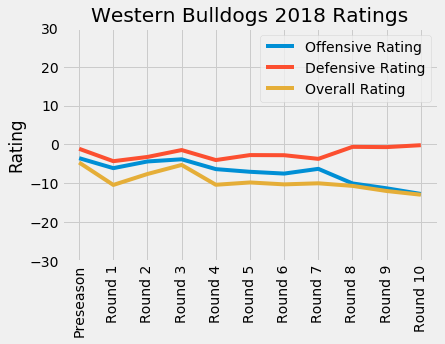 Western Bulldogs 2018 Ratings
Offensive Rating
Defensive Rating
Overall Rating
Rating
30
20
10
0
−10
−20
−30
Preseason
Round 1
Round 2
Round 3
Round 4
Round 5
Round 6
Round 7
Round 8
Round 9
Round 10